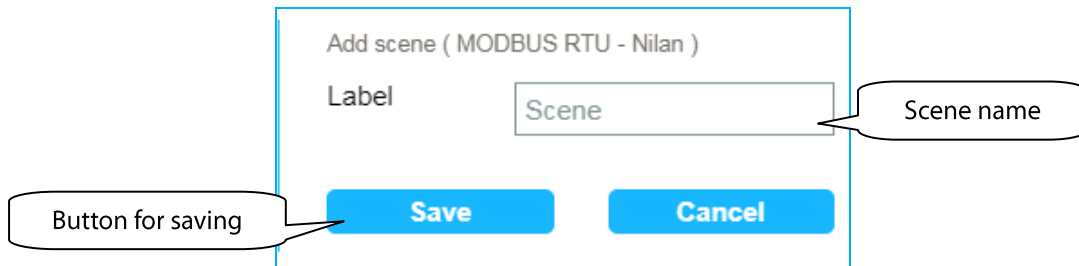 Add scene ( MODBUS RTU - Nilan )
Label
Scene
Scene name
Save
Cancel
Button for saving